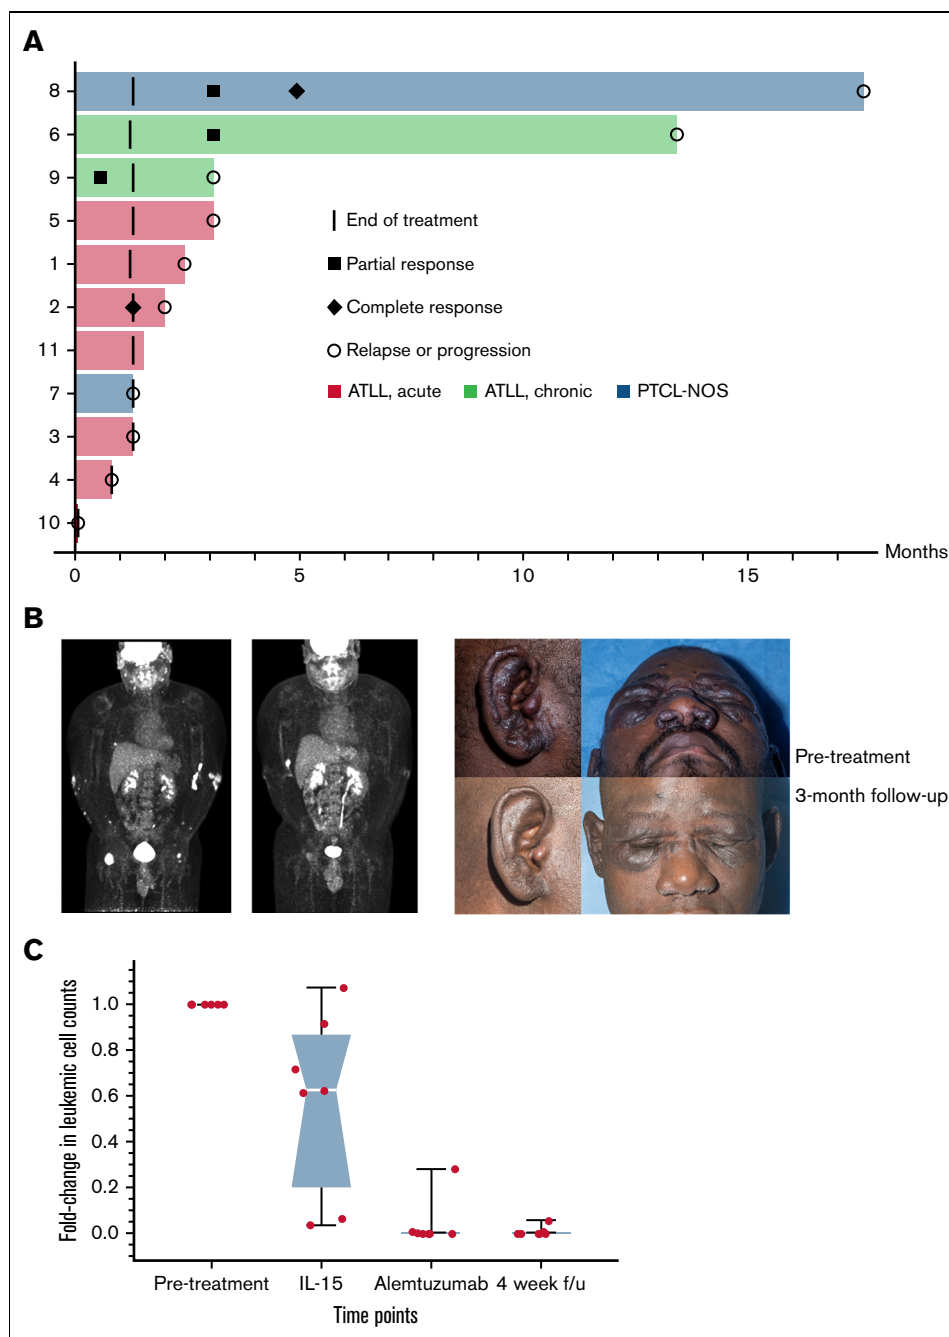 A
8
6
9
5
1
2
11
7
3
4
10
End of treatment
Partial response
Complete response
Relapse or progression
ATLL, acute ATLL, chronic PTCL-NOS
0 5 10 15 Months
B
Pre-treatment
3-month follow-up
C
Fold-change in leukemic cell counts
1.0
0.8
0.6
0.4
0.2
0.0
Pre-treatment IL-15 Alemtuzumab 4 week f/u
Time points